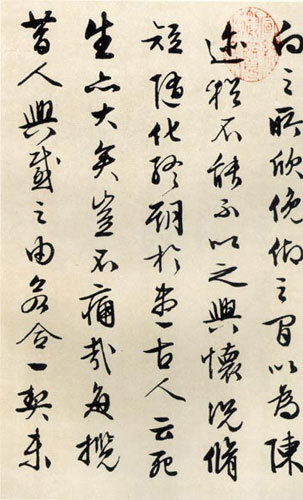 向之所欣俛仰之間以為陳
迹猶不能不以之興懷況脩
短隨化終期於盡古人云死
生亦大矣豈不痛哉每攬
昔人興感之由若合一契未